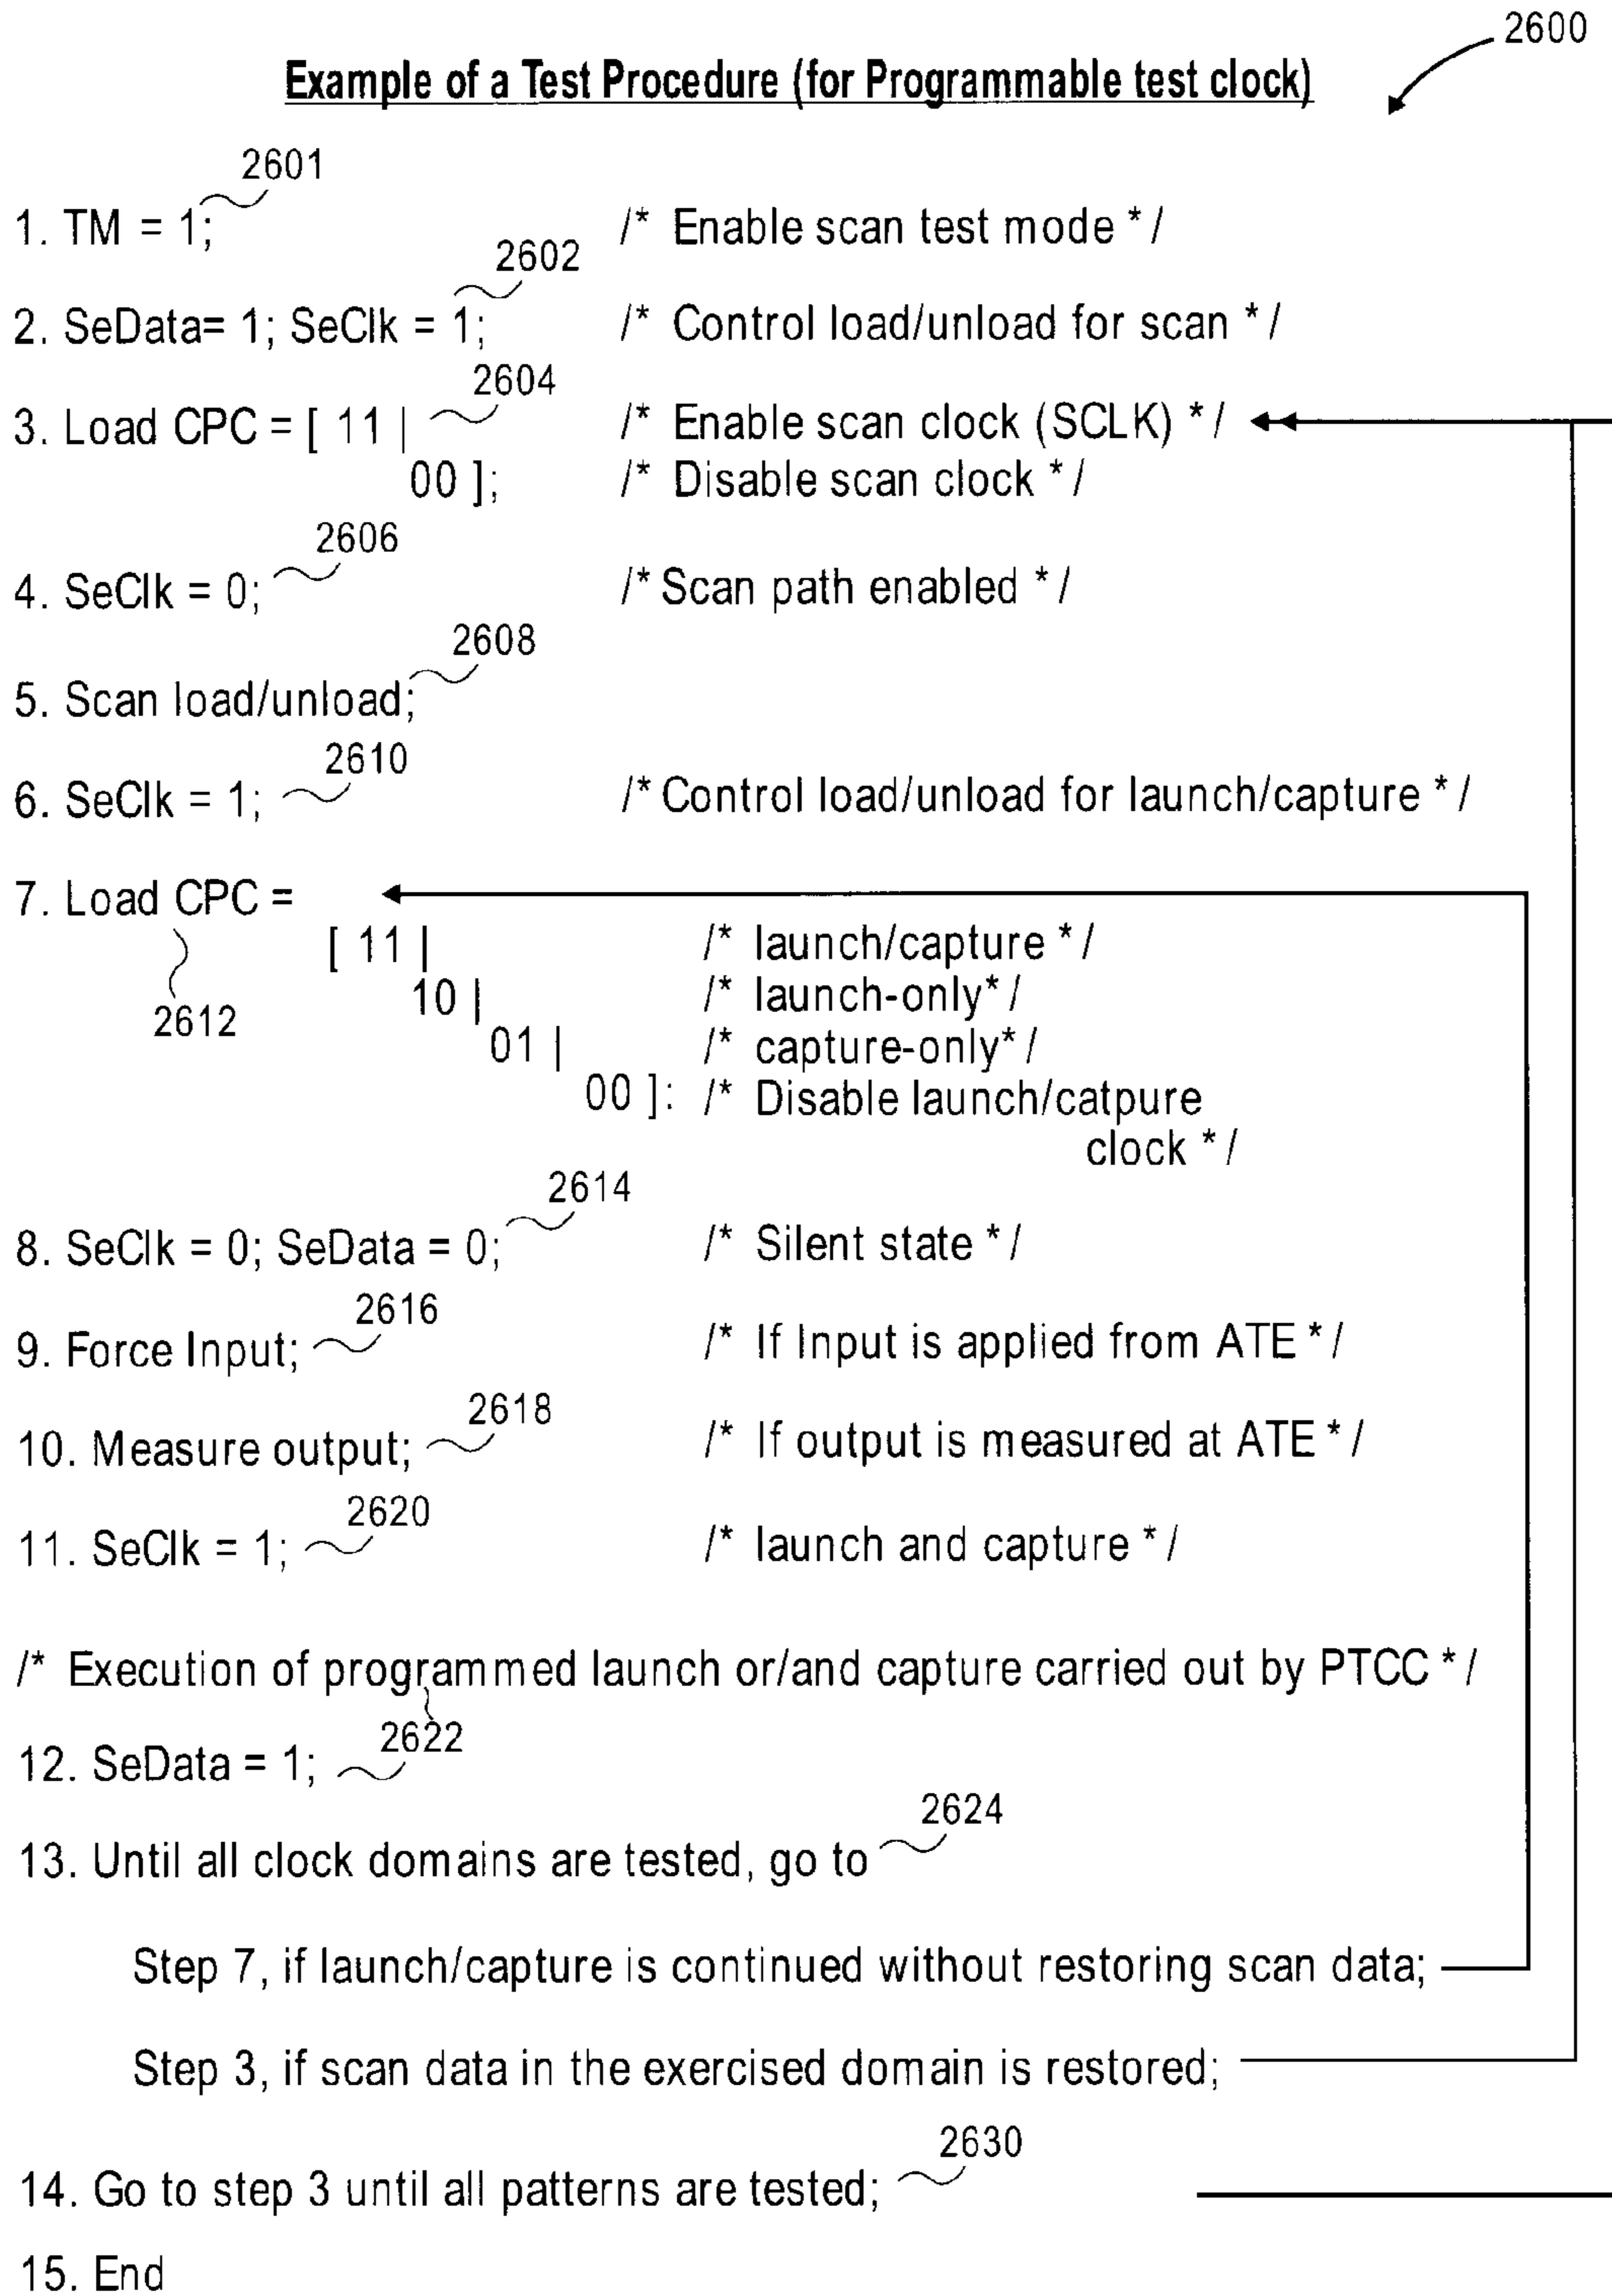 2600
Example of a Test Procedure (for Programmable test clock)
2601
1. TM = 1; /* Enable scan test mode */
2602
2. SeData= 1; SeClk = 1; /* Control load/unload for scan */
2604
3. Load CPC = [ 11 | /* Enable scan clock (SCLK) */
00 ]; /* Disable scan clock */
2606
4. SeClk = 0; /* Scan path enabled */
2608
5. Scan load/unload;
2610
6. SeClk = 1; /* Control load/unload for launch/capture */
7. Load CPC =
[ 11 | /* launch/capture */
10 | /* launch-only*/
2612
01 | /* capture-only*/
00 ]: /* Disable launch/catpure
clock */
2614
8. SeClk = 0; SeData = 0; /* Silent state */
2616
9. Force Input; /* If Input is applied from ATE */
2618
10. Measure output; /* If output is measured at ATE */
2620
11. SeClk = 1; /* launch and capture */
/* Execution of programmed launch or/and capture carried out by PTCC */
2622
12. SeData = 1;
2624
13. Until all clock domains are tested, go to
Step 7, if launch/capture is continued without restoring scan data;
Step 3, if scan data in the exercised domain is restored;
2630
14. Go to step 3 until all patterns are tested;
15. End